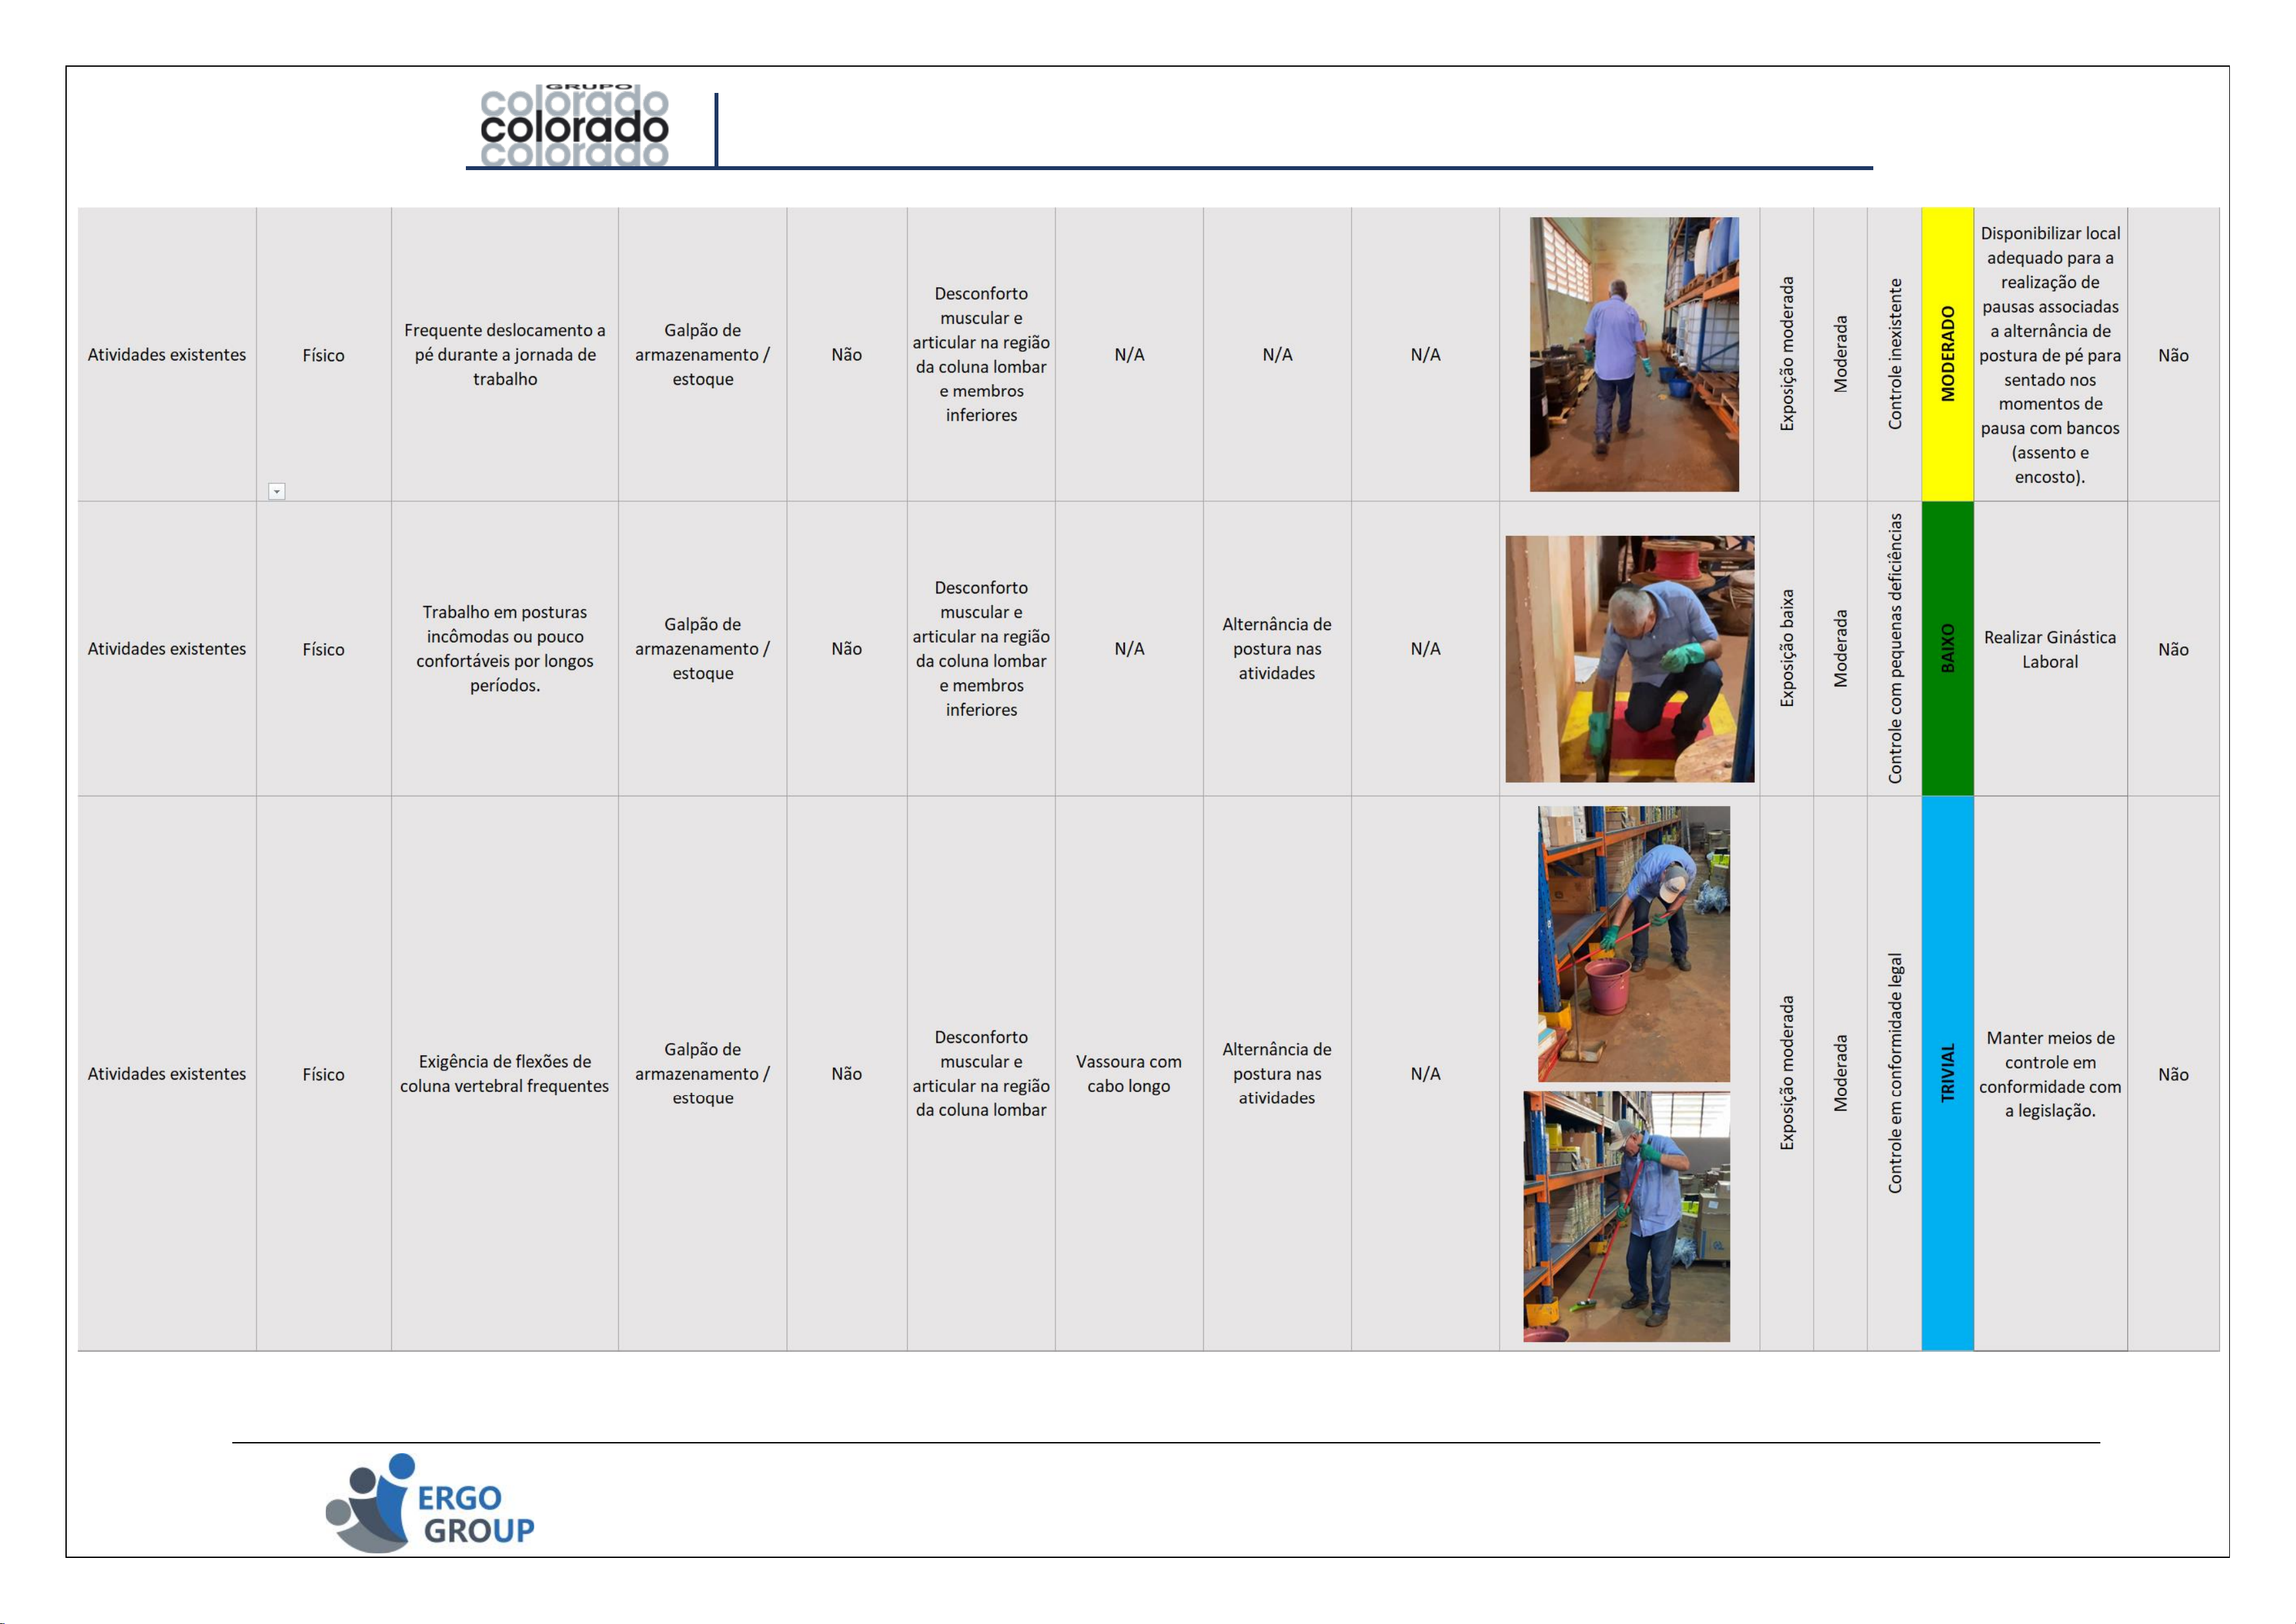 GRUPO
colorado
colorado
colorado
Atividades existentes
Físico
Frequente deslocamento a
pé durante a jornada de
trabalho
Galpão de
armazenamento /
estoque
Não
Desconforto
muscular e
articular na região
da coluna lombar
e membros
inferiores
N/A
N/A
N/A
Exposição moderada
Moderada
Controle inexistente
MODERADO
Disponibilizar local
adequado para a
realização de
pausas associadas
a alternância de
postura de pé para
sentado nos
momentos de
pausa com bancos
(assento e
encosto).
Não
Atividades existentes
Físico
Trabalho em posturas
incômodas ou pouco
confortáveis por longos
períodos.
Galpão de
armazenamento /
estoque
Não
Desconforto
muscular e
articular na região
da coluna lombar
e membros
inferiores
N/A
Alternância de
postura nas
atividades
N/A
Exposição baixa
Moderada
Controle com pequenas deficiências
BAIXO
Realizar Ginástica
Laboral
Não
Atividades existentes
Físico
Exigência de flexões de
coluna vertebral frequentes
Galpão de
armazenamento /
estoque
Não
Desconforto
muscular e
articular na região
da coluna lombar
Vassoura com
cabo longo
Alternância de
postura nas
atividades
N/A
Exposição moderada
Moderada
Controle em conformidade legal
TRIVIAL
Manter meios de
controle em
conformidade com
a legislação.
Não
ERGO
GROUP